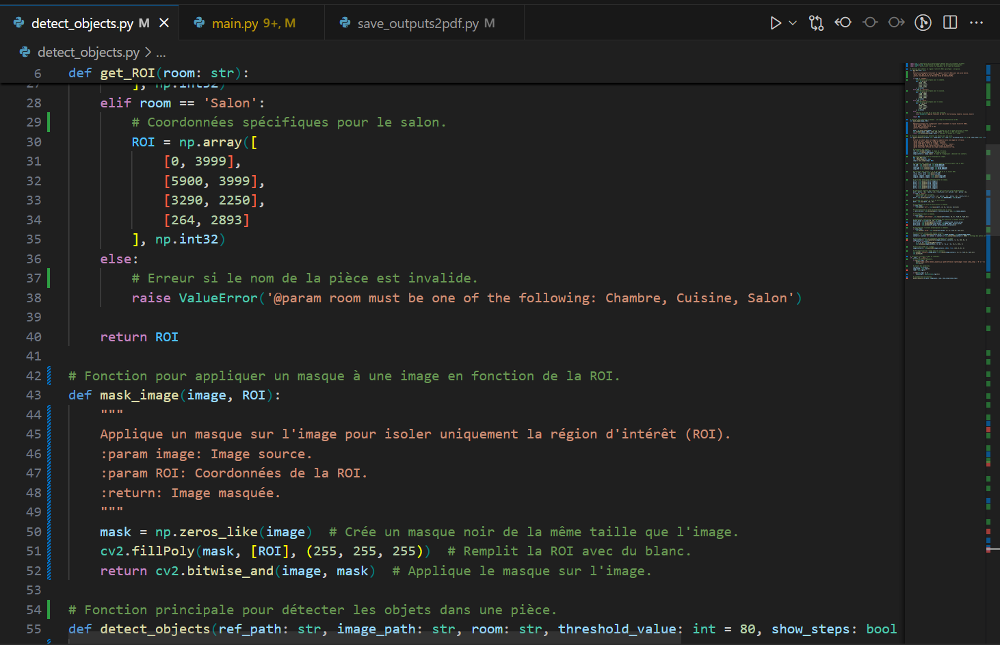 detect_objects.py M
main.py 9+, M
save_outputs2pdf.py M
detect_objects.py > ...
6 def get_ROI(room: str):
27 ], np.int32)
28 elif room == 'Salon':
29 # Coordonnées spécifiques pour le salon.
30 ROI = np.array([
31 [0, 3999],
32 [5900, 3999],
33 [3290, 2250],
34 [264, 2893]
35 ], np.int32)
36 else:
37 # Erreur si le nom de la pièce est invalide.
38 raise ValueError('@param room must be one of the following: Chambre, Cuisine, Salon')
39
40 return ROI
41
42 # Fonction pour appliquer un masque à une image en fonction de la ROI.
43 def mask_image(image, ROI):
44 """
45 Applique un masque sur l'image pour isoler uniquement la région d'intérêt (ROI).
46 :param image: Image source.
47 :param ROI: Coordonnées de la ROI.
48 :return: Image masquée.
49 """
50 mask = np.zeros_like(image)  # Crée un masque noir de la même taille que l'image.
51 cv2.fillPoly(mask, [ROI], (255, 255, 255))  # Remplit la ROI avec du blanc.
52 return cv2.bitwise_and(image, mask)  # Applique le masque sur l'image.
53
54 # Fonction principale pour détecter les objets dans une pièce.
55 def detect_objects(ref_path: str, image_path: str, room: str, threshold_value: int = 80, show_steps: bool